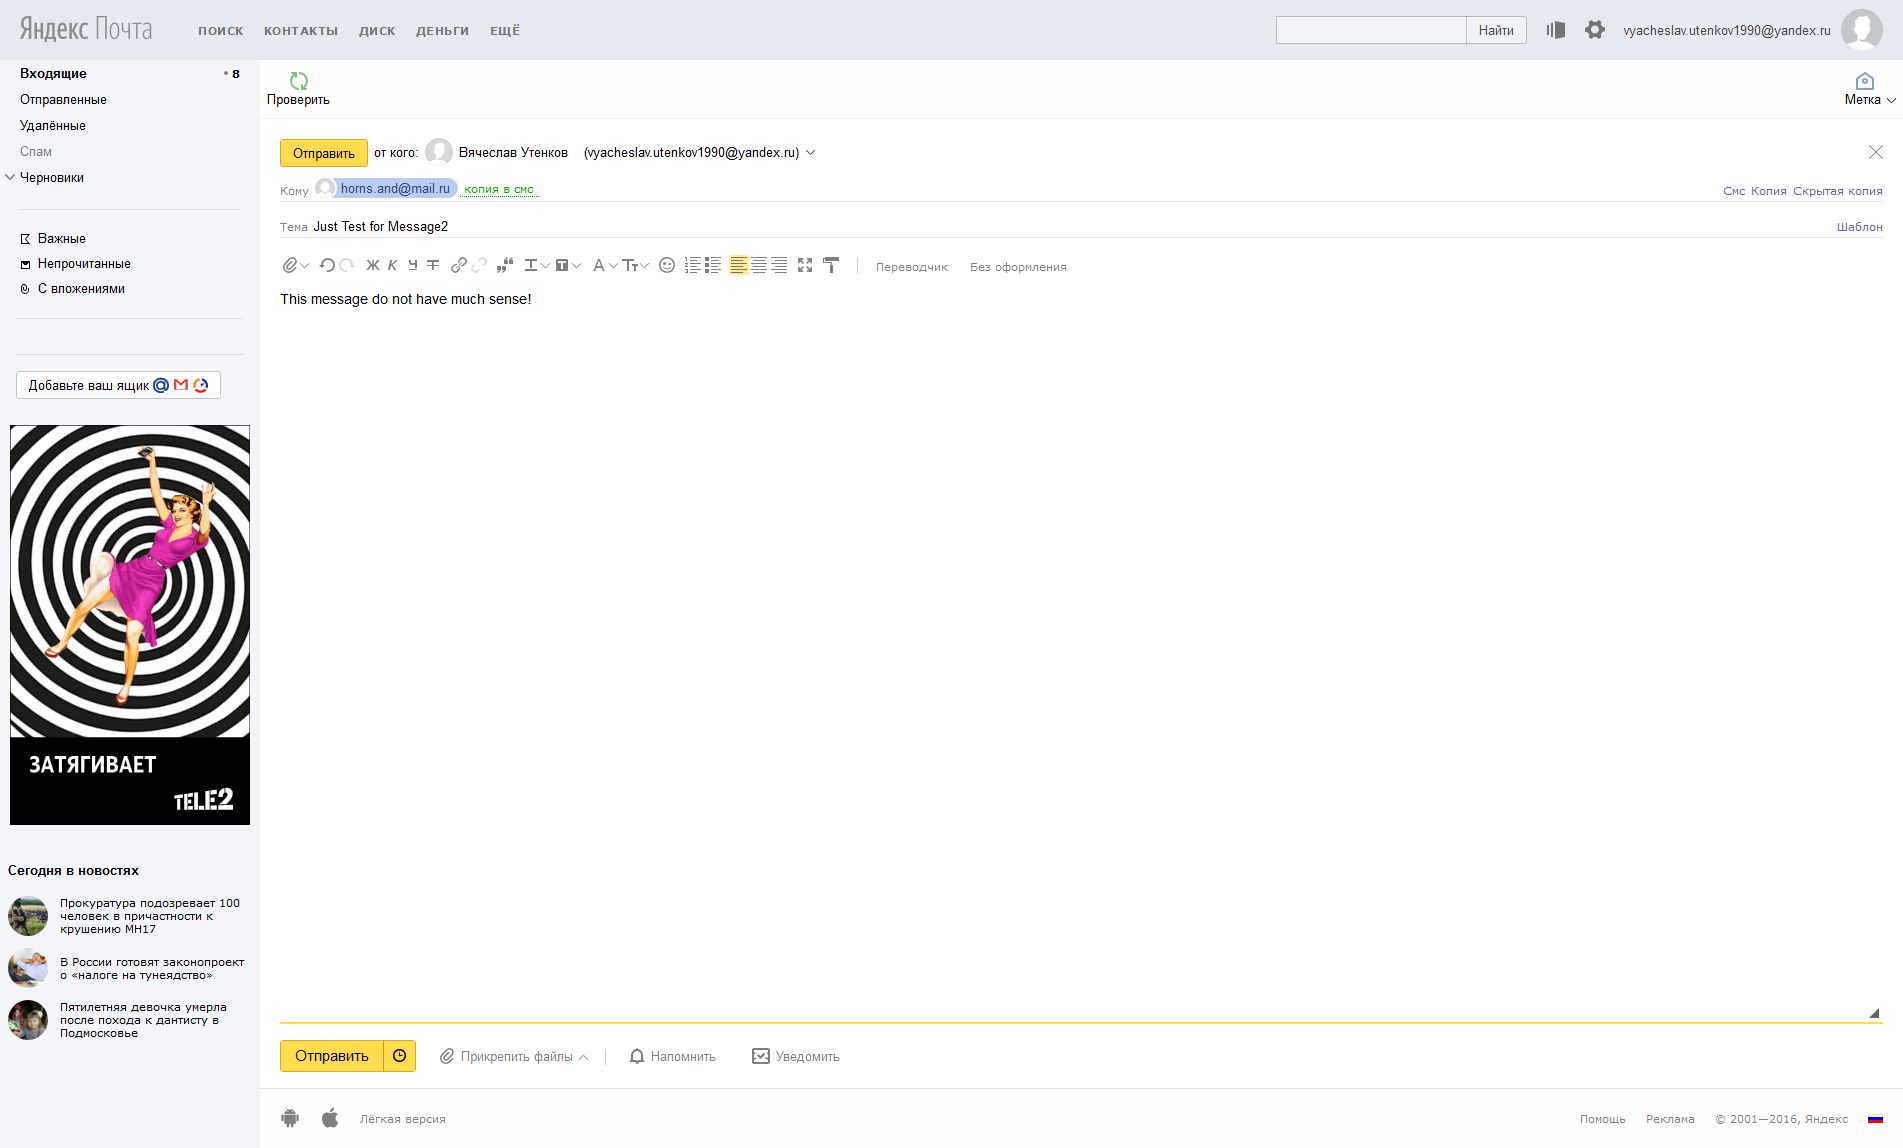 Яндекс Почта
ПОИСК КОНТАКТЫ ДИСК ДЕНЬГИ ЕЩЁ
Найти
vyacheslav.utenkov1990@yandex.ru
Входящие • 8
Отправленные
Удалённые
Спам
Черновики
Важные
Непрочитанные
С вложениями
Добавьте ваш ящик
ЗАТЯГИВАЕТ
TELE2
Сегодня в новостях
Прокуратура подозревает 100
человек в причастности к
крушению МН17
В России готовят законопроект
о «налоге на тунеядство»
Пятилетняя девочка умерла
после похода к дантисту в
Подмосковье
Проверить
Метка
Отправить от кого: Вячеслав Утенков (vyacheslav.utenkov1990@yandex.ru)
Кому horns.and@mail.ru копия в смс
Смс Копия Скрытая копия
Тема Just Test for Message2
Шаблон
Ж К Ч Т Т Т А Тт Переводчик Без оформления
This message do not have much sense!
Отправить Прикрепить файлы Напомнить Уведомить
Лёгкая версия
Помощь Реклама © 2001—2016, Яндекс